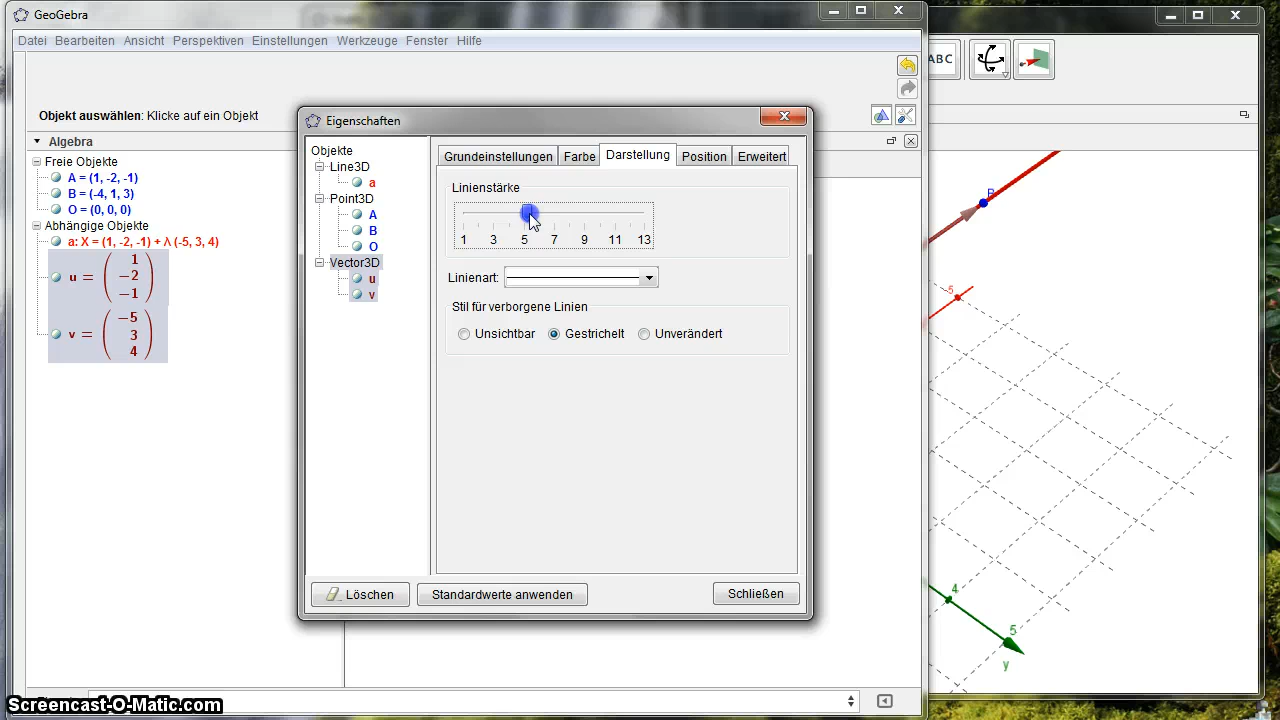 GeoGebra
Datei Bearbeiten Ansicht Perspektiven Einstellungen Werkzeuge Fenster Hilfe
ABC
Objekt auswählen: Klicke auf ein Objekt
Algebra
Freie Objekte
A = (1, -2, -1)
B = (-4, 1, 3)
O = (0, 0, 0)
Abhängige Objekte
a: X = (1, -2, -1) + λ (-5, 3, 4)
u = ( 1 −2 −1 )
v = ( −5 3 4 )
Eigenschaften
Objekte
Line3D
a
Point3D
A
B
O
Vector3D
u
v
Grundeinstellungen Farbe Darstellung Position Erweitert
Linienstärke
1 3 5 7 9 11 13
Linienart:
Stil für verborgene Linien
Unsichtbar Gestrichelt Unverändert
Löschen Standardwerte anwenden Schließen
B
-5
4
5
y
Screencast-O-Matic.com